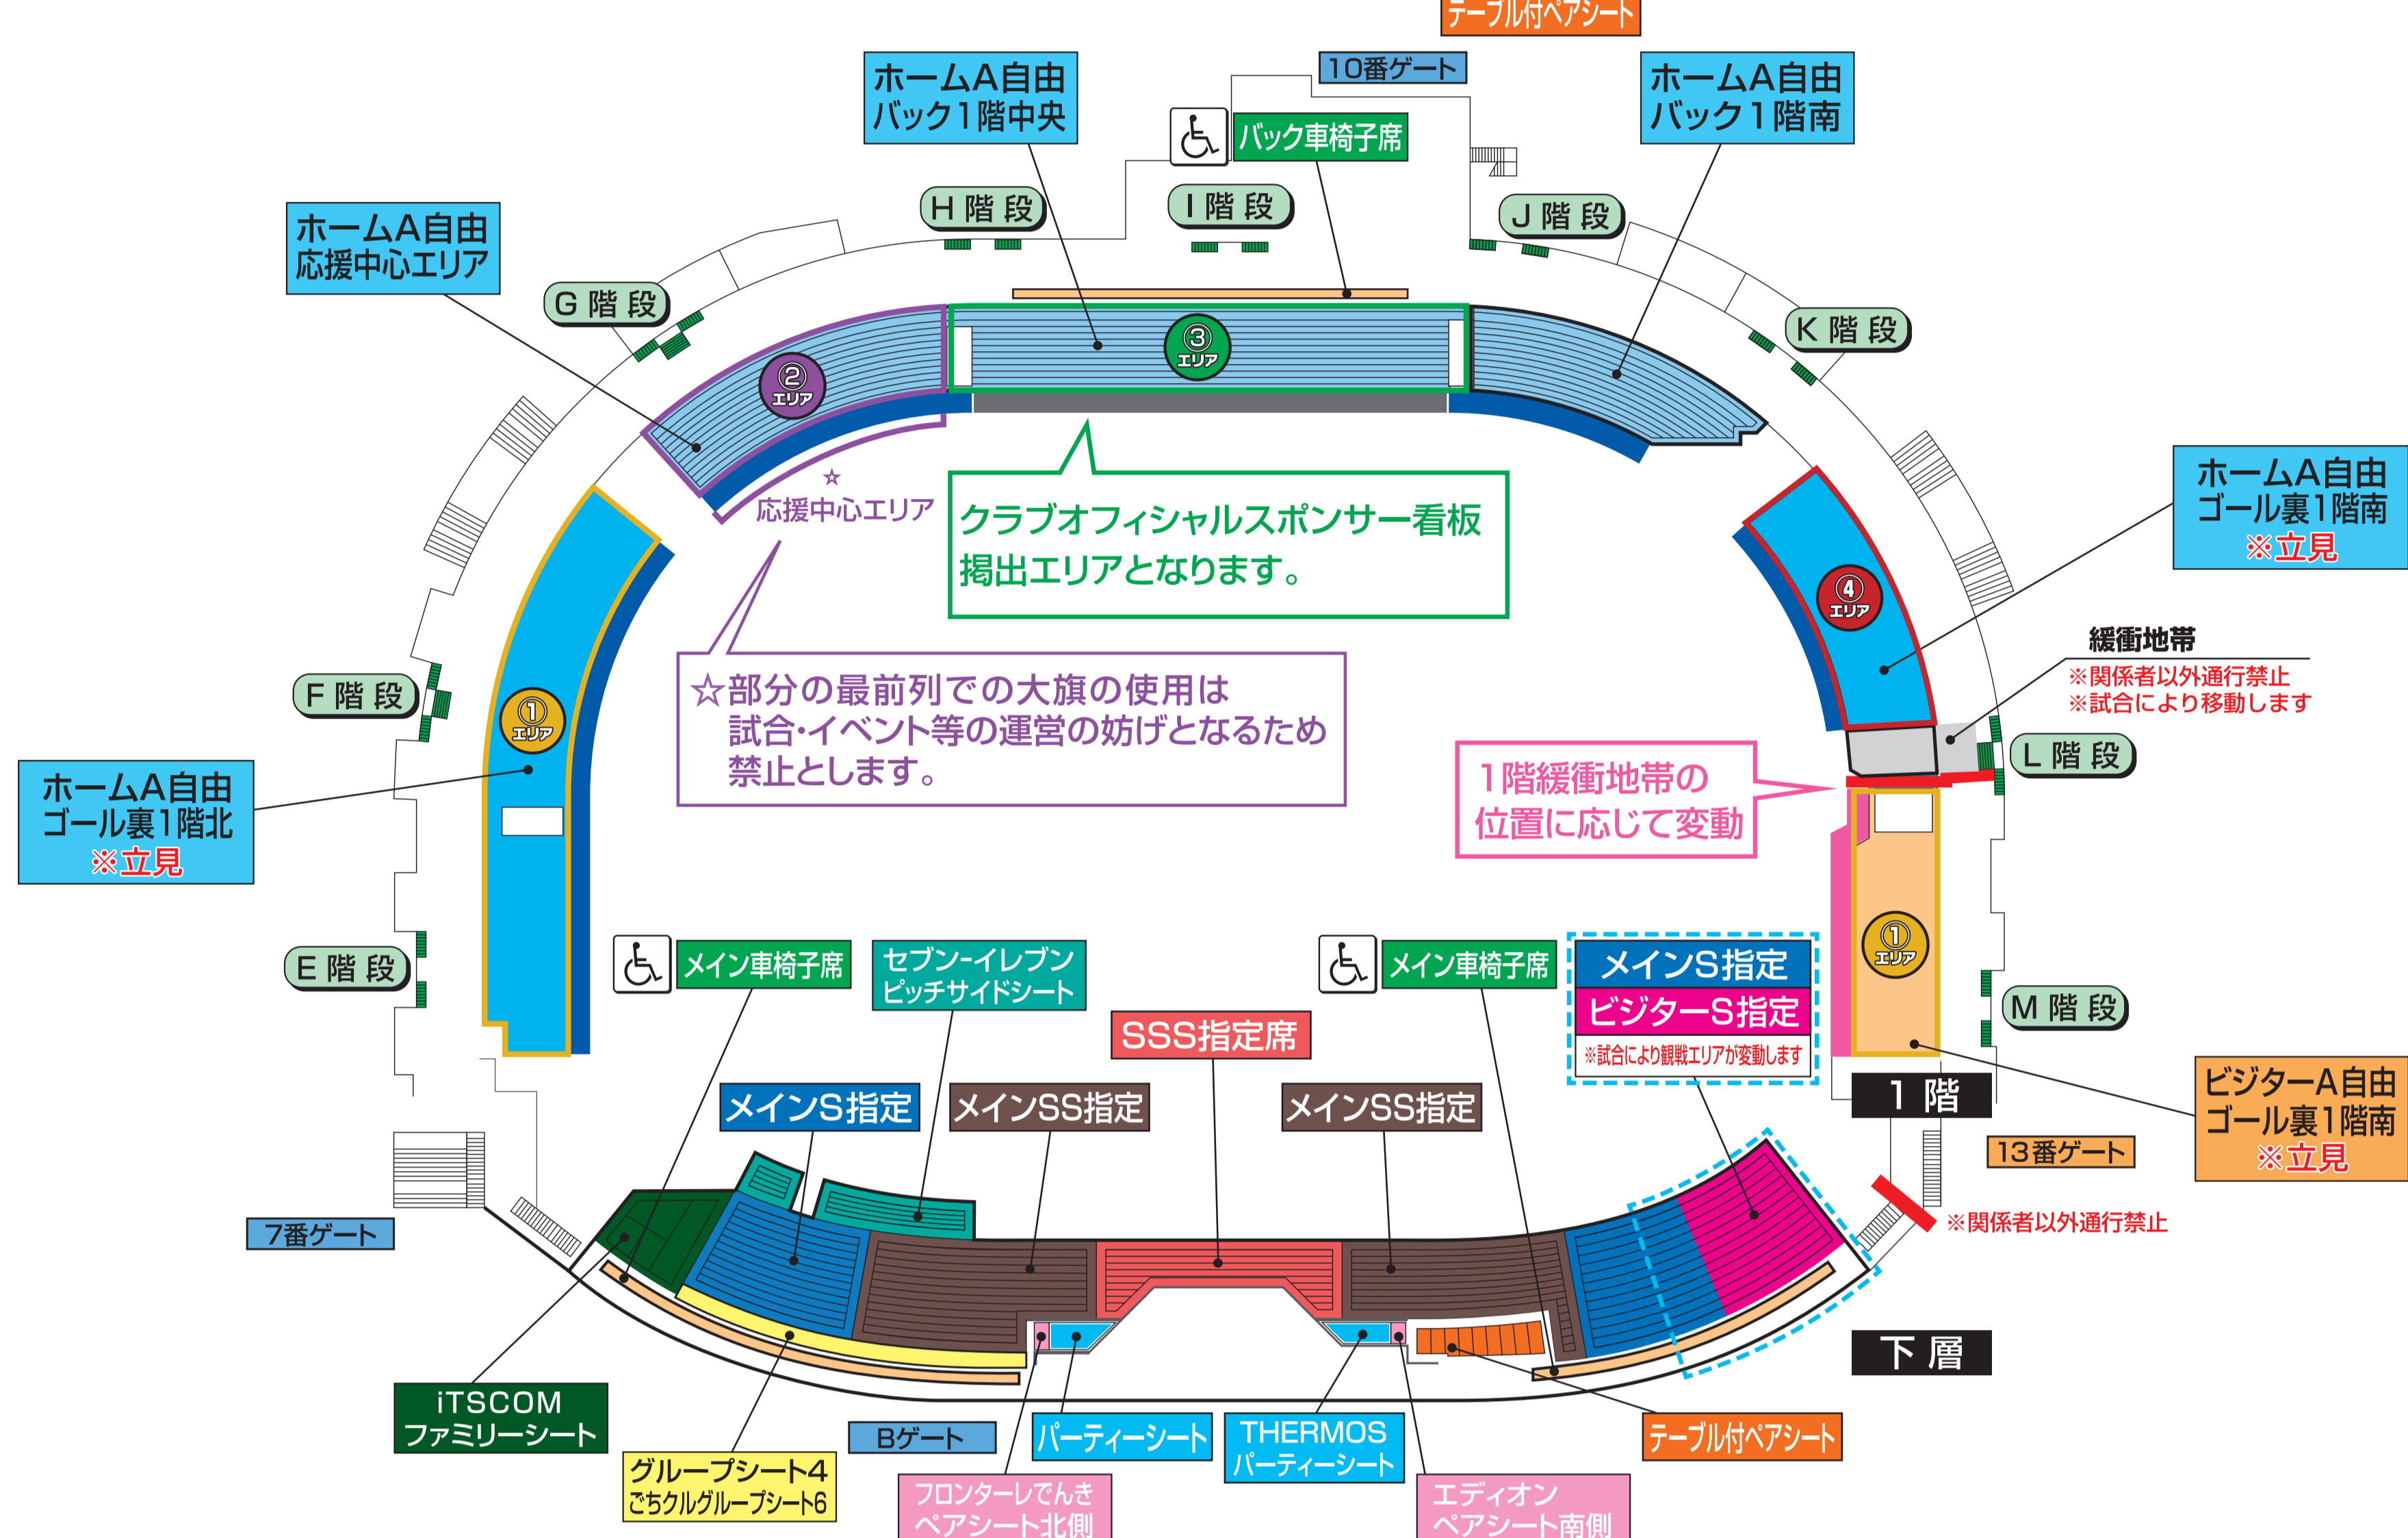 テーブル付ペアシート
10番ゲート
ホームA自由
バック1階中央
バック車椅子席
ホームA自由
バック1階南
H階段
I階段
J階段
ホームA自由
応援中心エリア
G階段
K階段
③
エリア
②
エリア
☆
応援中心エリア
クラブオフィシャルスポンサー看板
掲出エリアとなります。
ホームA自由
ゴール裏1階南
※立見
④
エリア
緩衝地帯
※関係者以外通行禁止
※試合により移動します
F階段
①
エリア
☆部分の最前列での大旗の使用は
試合・イベント等の運営の妨げとなるため
禁止とします。
L階段
1階緩衝地帯の
位置に応じて変動
ホームA自由
ゴール裏1階北
※立見
E階段
メイン車椅子席
セブン-イレブン
ピッチサイドシート
メイン車椅子席
メインS指定
ビジターS指定
※試合により観戦エリアが変動します
①
エリア
M階段
SSS指定席
メインS指定
メインSS指定
メインSS指定
1階
ビジターA自由
ゴール裏1階南
※立見
13番ゲート
7番ゲート
※関係者以外通行禁止
下層
iTSCOM
ファミリーシート
グループシート4
ごちクルグループシート6
Bゲート
パーティーシート
THERMOS
パーティーシート
テーブル付ペアシート
フロンターレでんき
ペアシート北側
エディオン
ペアシート南側